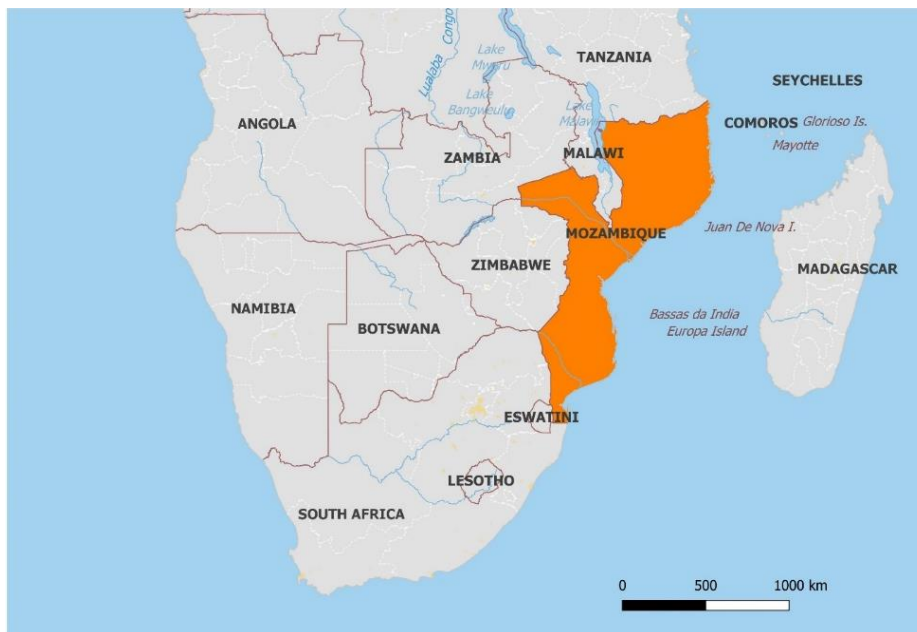 Congo
Lualaba
Lake
Mweru
Lake
Bangweulu
TANZANIA
SEYCHELLES
ANGOLA
Lake
Malawi
COMOROS
Glorioso Is.
Mayotte
ZAMBIA
MALAWI
MOZAMBIQUE
Juan De Nova I.
ZIMBABWE
MADAGASCAR
NAMIBIA
BOTSWANA
Bassas da India
Europa Island
ESWATINI
LESOTHO
SOUTH AFRICA
0 500 1000 km